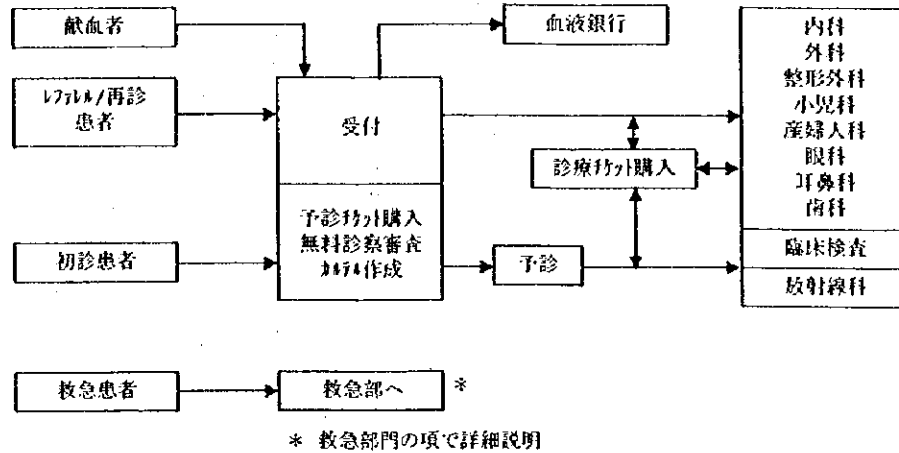 献血者
血液銀行
ﾚﾌｧﾚﾙ/再診
患者
受付
予診ﾁｹｯﾄ購入
無料診察審査
ｶﾙﾃﾙ作成
初診患者
予診
診療ﾁｹｯﾄ購入
内科
外科
整形外科
小児科
産婦人科
眼科
耳鼻科
歯科
臨床検査
放射線科
救急患者
救急部へ *
* 救急部門の項で詳細説明